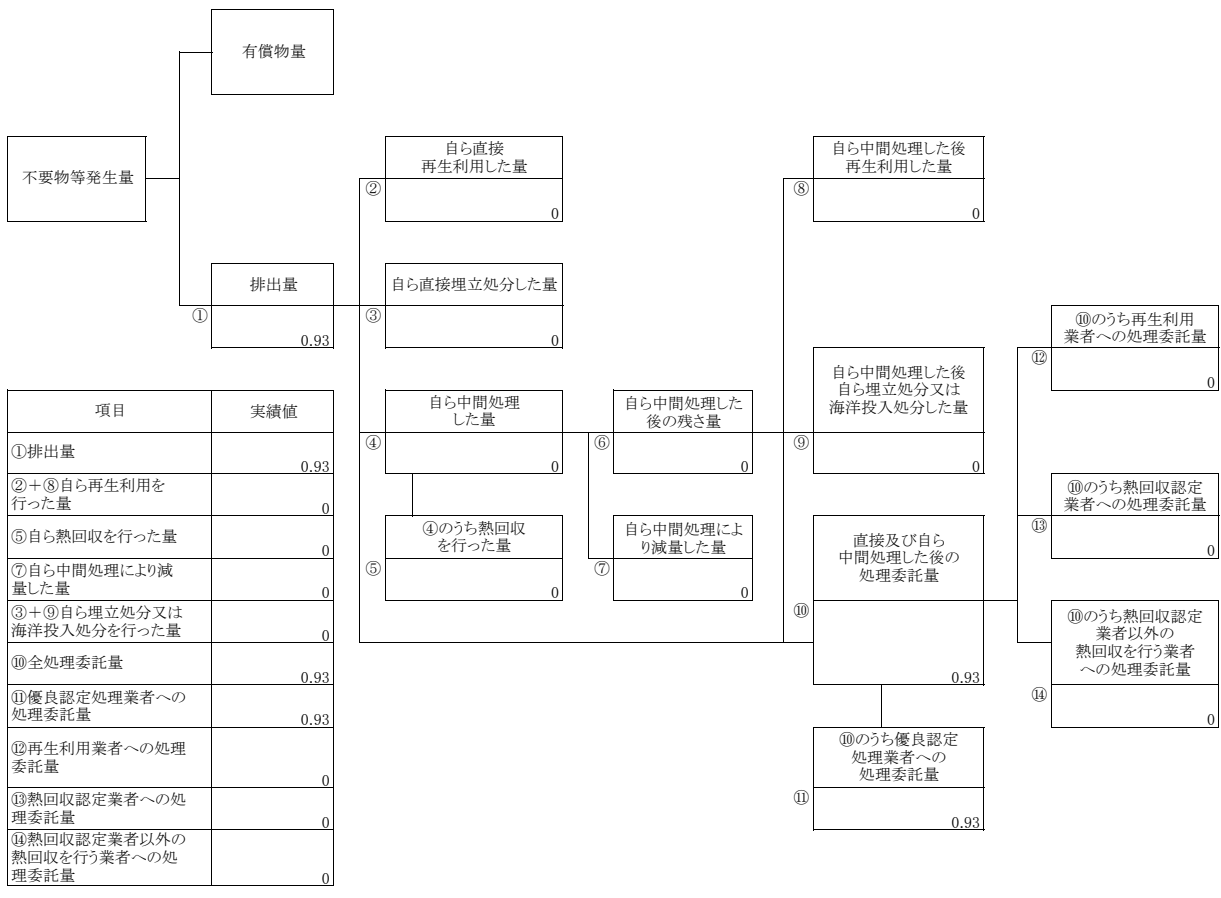 有償物量
不要物等発生量
自ら直接
再生利用した量
②
0
自ら中間処理した後
再生利用した量
⑧
0
排出量
①
0.93
自ら直接埋立処分した量
③
0
⑩のうち再生利用
業者への処理委託量
⑫
0
自ら中間処理
した量
④
0
自ら中間処理した
後の残さ量
⑥
0
自ら中間処理した後
自ら埋立処分又は
海洋投入処分した量
⑨
0
④のうち熱回収
を行った量
⑤
0
自ら中間処理によ
り減量した量
⑦
0
直接及び自ら
中間処理した後の
処理委託量
⑩
0.93
⑩のうち熱回収認定
業者への処理委託量
⑬
0
⑩のうち熱回収認定
業者以外の
熱回収を行う業者
への処理委託量
⑭
0
⑩のうち優良認定
処理業者への
処理委託量
⑪
0.93
項目 実績値
①排出量
0.93
②＋⑧自ら再生利用を
行った量
0
⑤自ら熱回収を行った量
0
⑦自ら中間処理により減
量した量
0
③＋⑨自ら埋立処分又は
海洋投入処分を行った量
0
⑩全処理委託量
0.93
⑪優良認定処理業者への
処理委託量
0.93
⑫再生利用業者への処理
委託量
0
⑬熱回収認定業者への処
理委託量
0
⑭熱回収認定業者以外の
熱回収を行う業者への処
理委託量
0